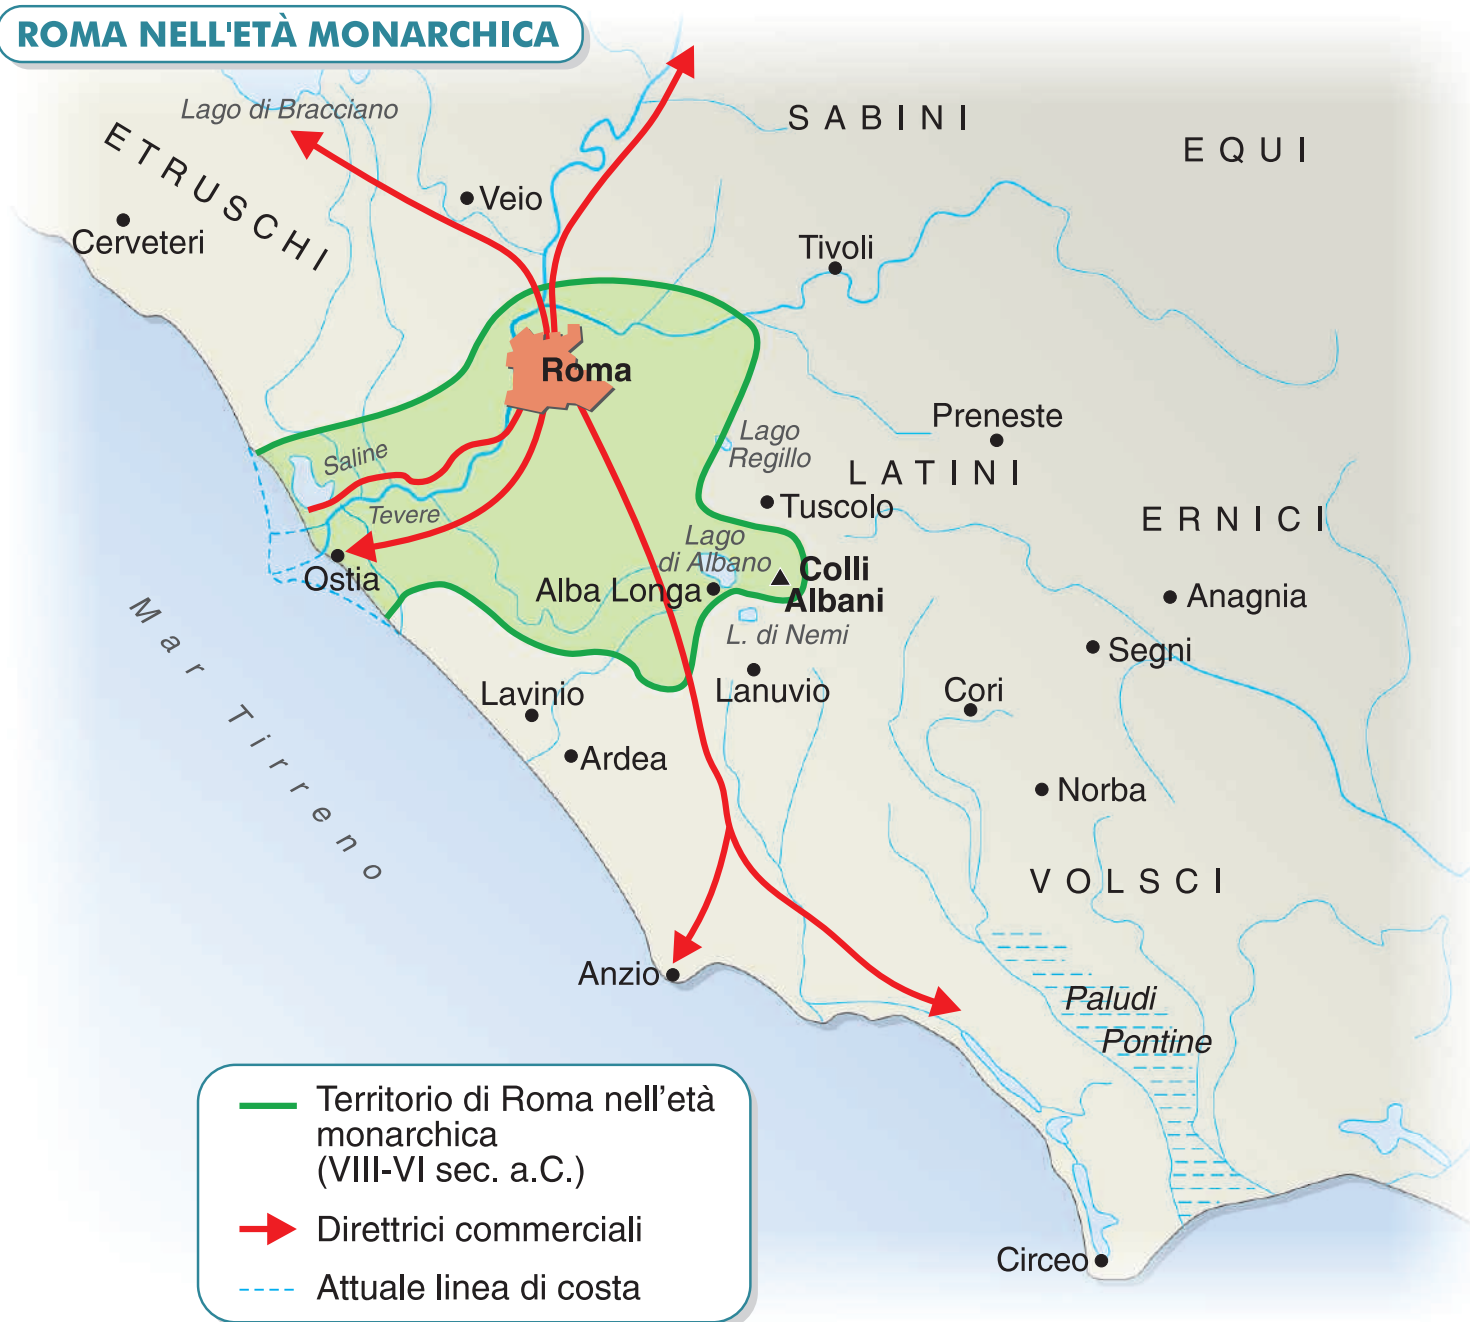 ROMA NELL'ETÀ MONARCHICA
Lago di Bracciano
SABINI
EQUI
ETRUSCHI
Veio
Cerveteri
Tivoli
Roma
Preneste
Lago
Regillo
LATINI
Saline
Tevere
Tuscolo
ERNICI
Lago
di Albano
Ostia
Alba Longa
Colli
Albani
Anagnia
L. di Nemi
Segni
Mar Tirreno
Lavinio
Lanuvio
Cori
Ardea
Norba
VOLSCI
Anzio
Paludi
Pontine
Circeo
Territorio di Roma nell'età
monarchica
(VIII-VI sec. a.C.)
Direttrici commerciali
Attuale linea di costa